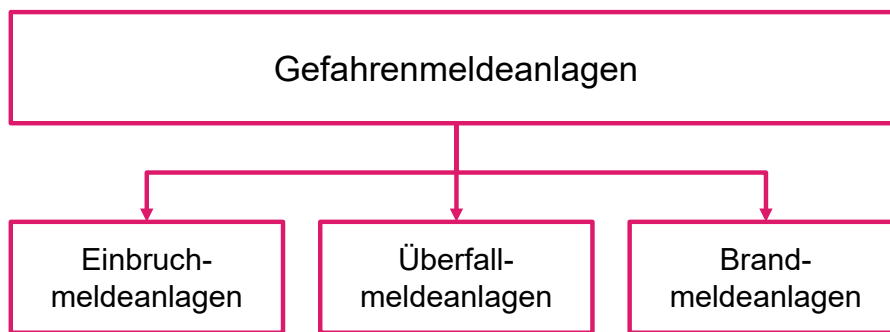 Gefahrenmeldeanlagen
Einbruch-
meldeanlagen
Überfall-
meldeanlagen
Brand-
meldeanlagen